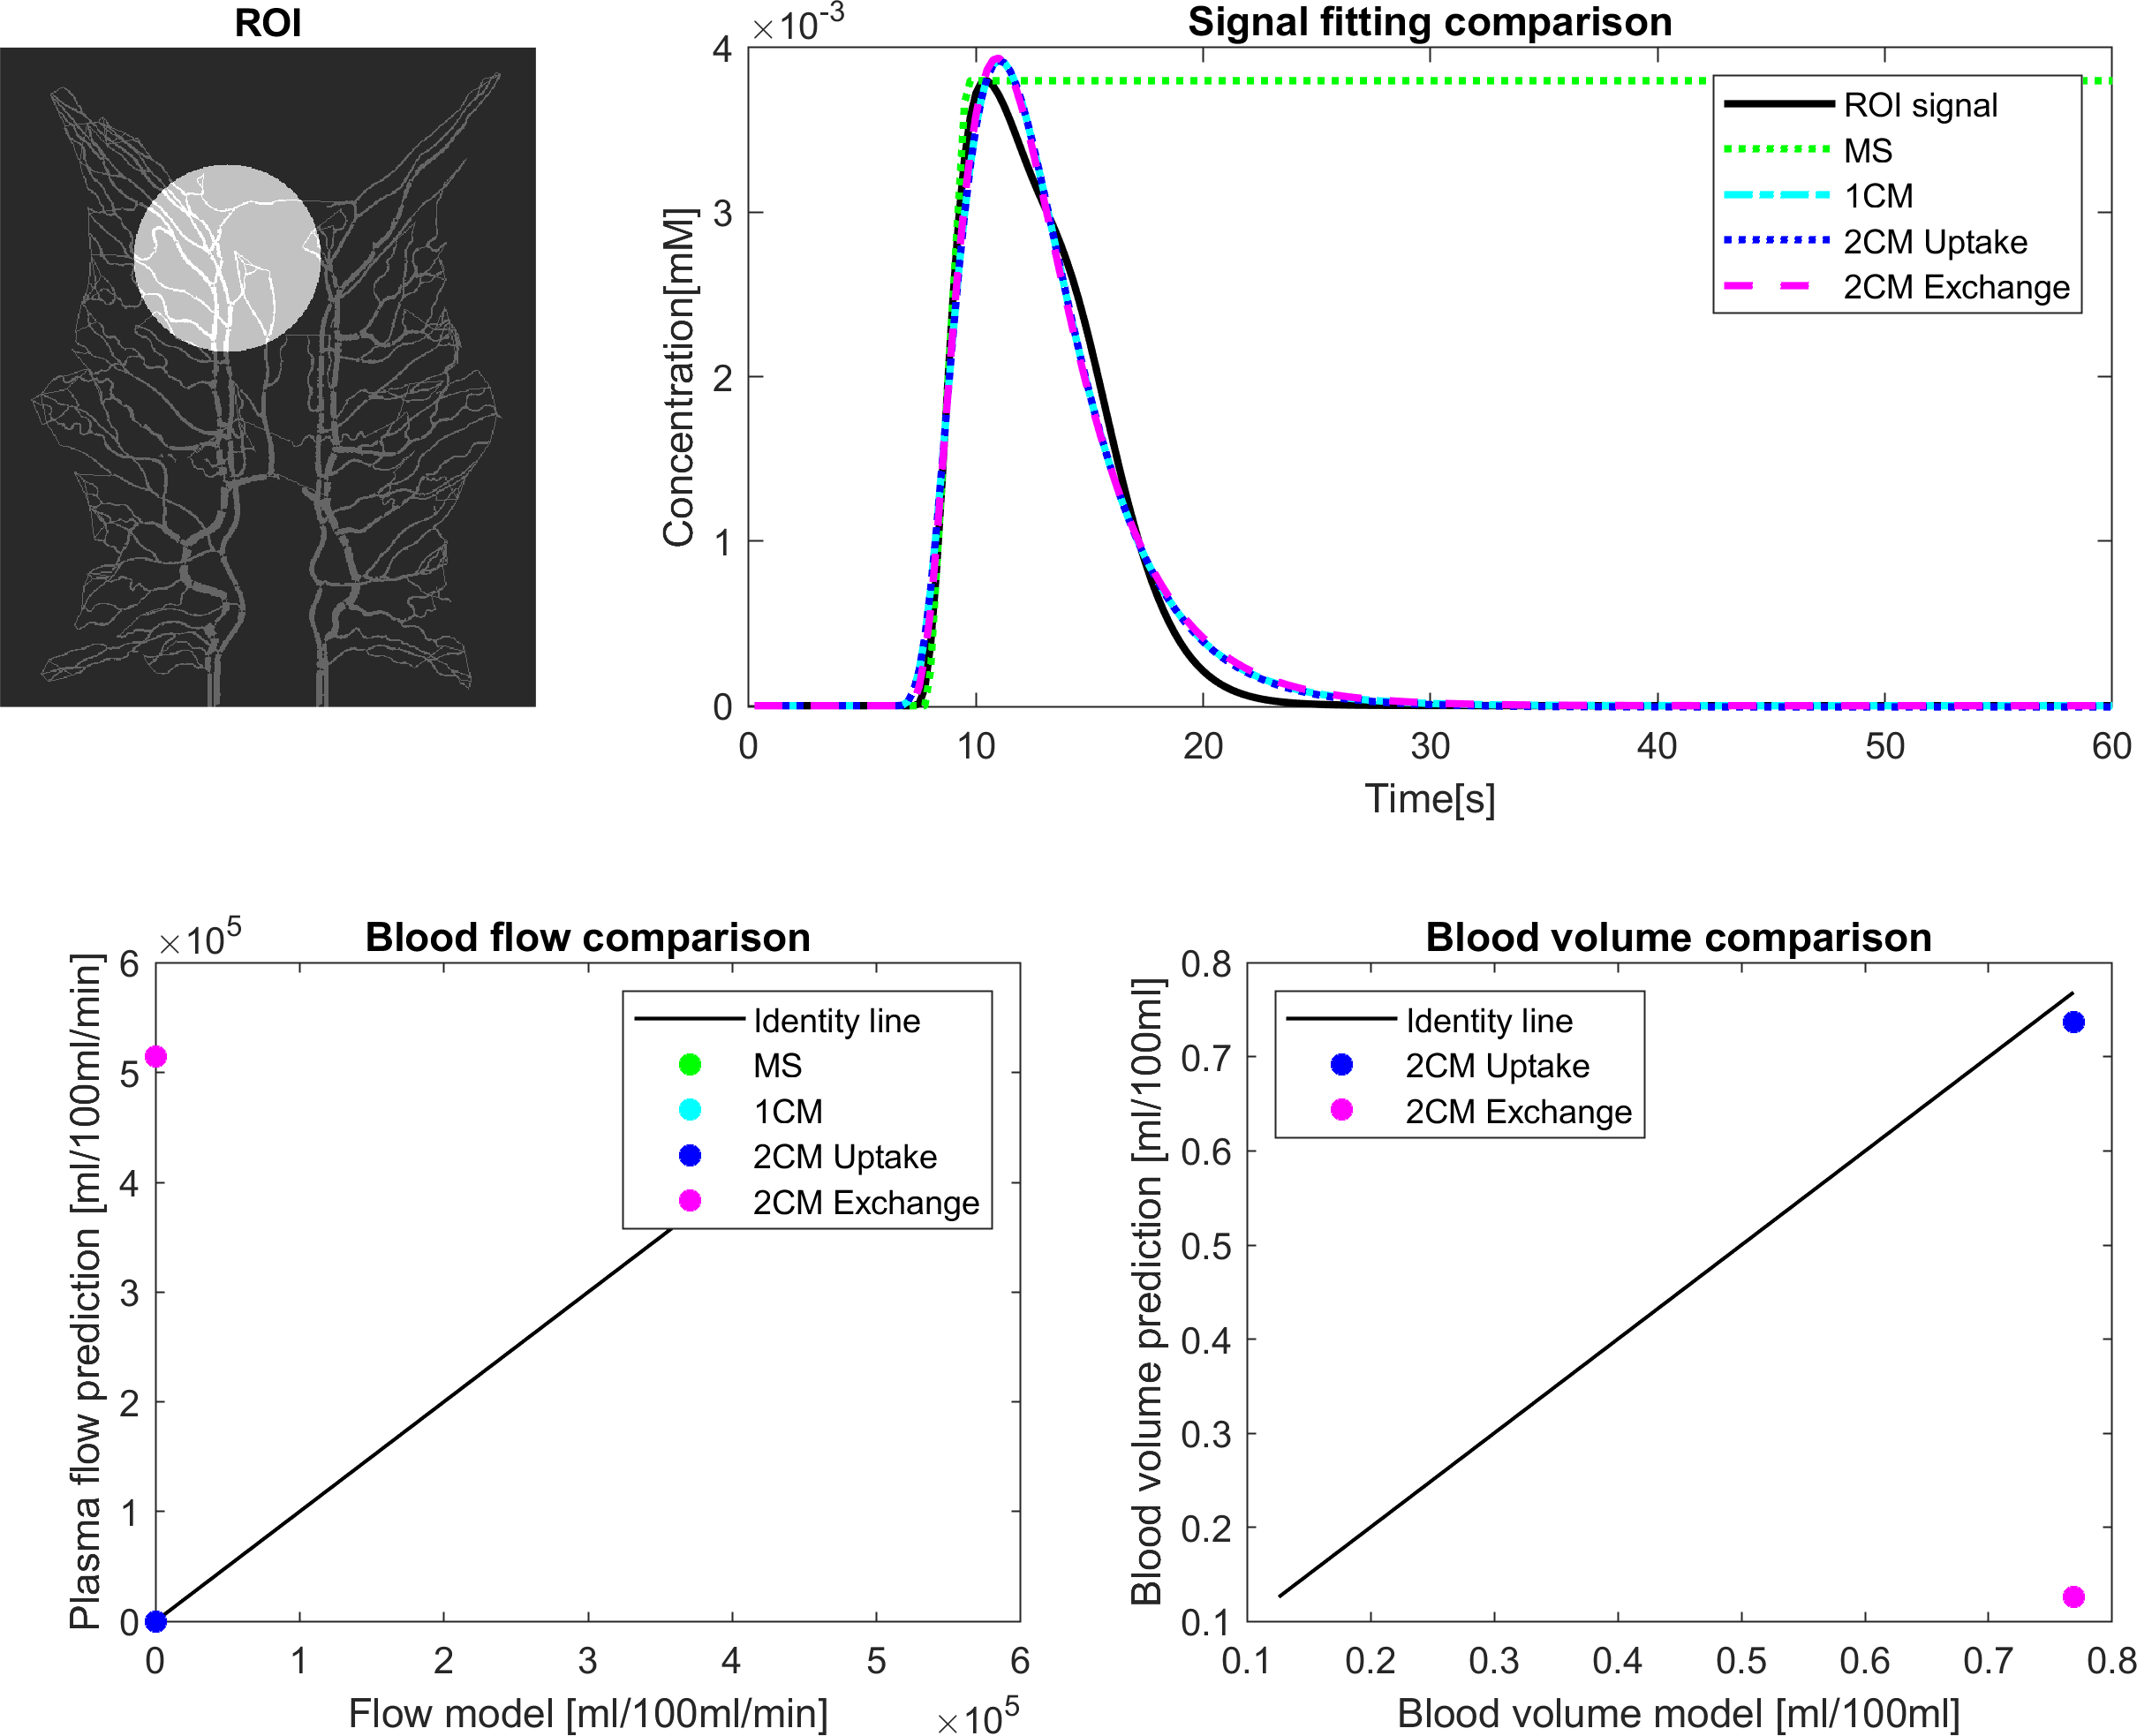 ROI
Signal fitting comparison
×10-3
4
3
2
1
0
Concentration[mM]
0 10 20 30 40 50 60
Time[s]
ROI signal
MS
1CM
2CM Uptake
2CM Exchange
Blood flow comparison
×105
6
5
4
3
2
1
0
Plasma flow prediction [ml/100ml/min]
0 1 2 3 4 5 6
Flow model [ml/100ml/min]
×105
Identity line
MS
1CM
2CM Uptake
2CM Exchange
Blood volume comparison
0.8
0.7
0.6
0.5
0.4
0.3
0.2
0.1
Blood volume prediction [ml/100ml]
0.1 0.2 0.3 0.4 0.5 0.6 0.7 0.8
Blood volume model [ml/100ml]
Identity line
2CM Uptake
2CM Exchange